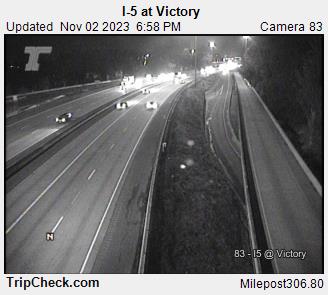 I-5 at Victory
Updated Nov 02 2023 6:58 PM Camera 83
T
N
83 - I5 @ Victory
TripCheck.com Milepost306.80